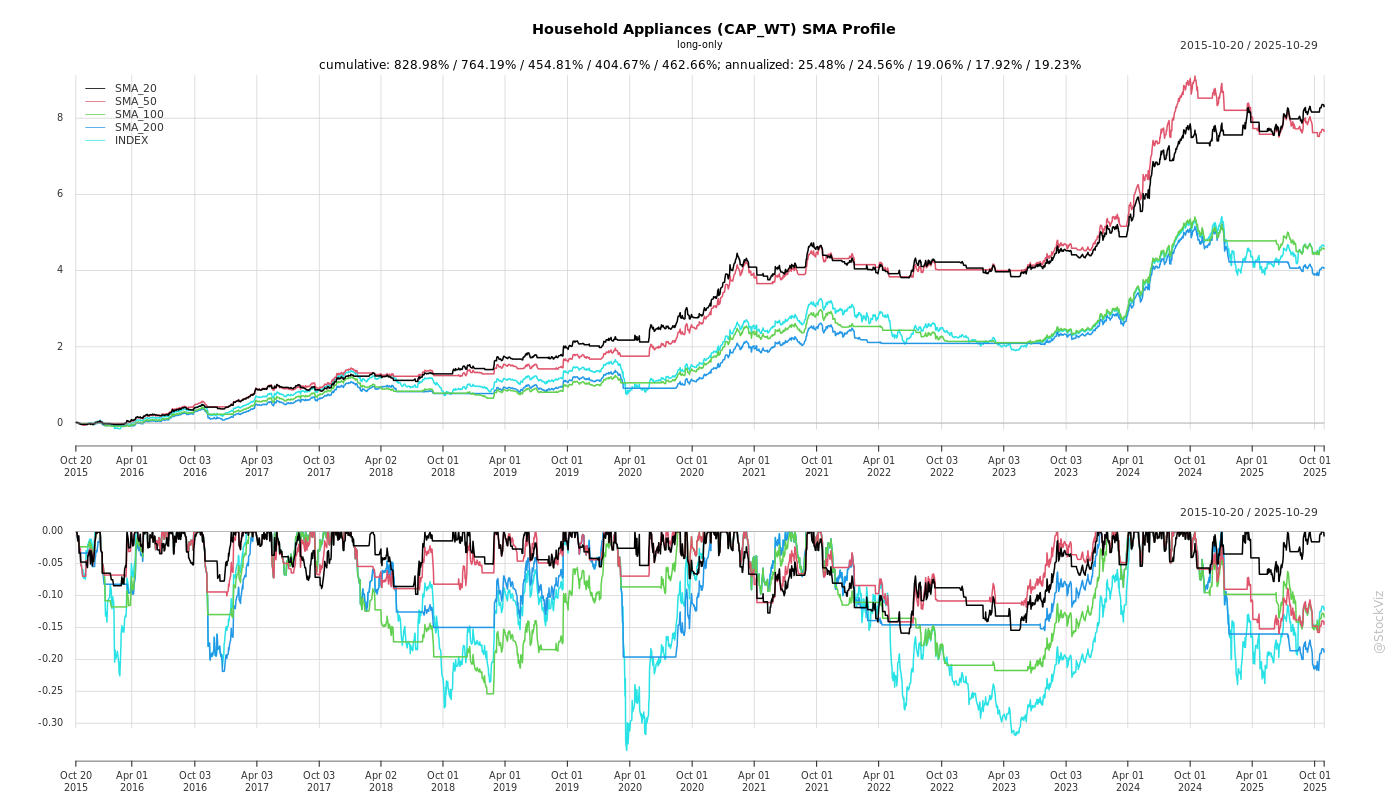 Household Appliances (CAP_WT) SMA Profile
long-only
2015-10-20 / 2025-10-29
cumulative: 828.98% / 764.19% / 454.81% / 404.67% / 462.66%; annualized: 25.48% / 24.56% / 19.06% / 17.92% / 19.23%
SMA_20
SMA_50
SMA_100
SMA_200
INDEX
8
6
4
2
0
Oct 20 Apr 01 Oct 03 Apr 03 Oct 03 Apr 02 Oct 01 Apr 01 Oct 01 Apr 01 Oct 01 Apr 01 Oct 01 Apr 01 Oct 03 Apr 03 Oct 03 Apr 01 Oct 01 Apr 01 Oct 01
2015 2016 2016 2017 2017 2018 2018 2019 2019 2020 2020 2021 2021 2022 2022 2023 2023 2024 2024 2025 2025
2015-10-20 / 2025-10-29
0.00
-0.05
-0.10
-0.15
-0.20
-0.25
-0.30
Oct 20 Apr 01 Oct 03 Apr 03 Oct 03 Apr 02 Oct 01 Apr 01 Oct 01 Apr 01 Oct 01 Apr 01 Oct 01 Apr 01 Oct 03 Apr 03 Oct 03 Apr 01 Oct 01 Apr 01 Oct 01
2015 2016 2016 2017 2017 2018 2018 2019 2019 2020 2020 2021 2021 2022 2022 2023 2023 2024 2024 2025 2025
@StockViz